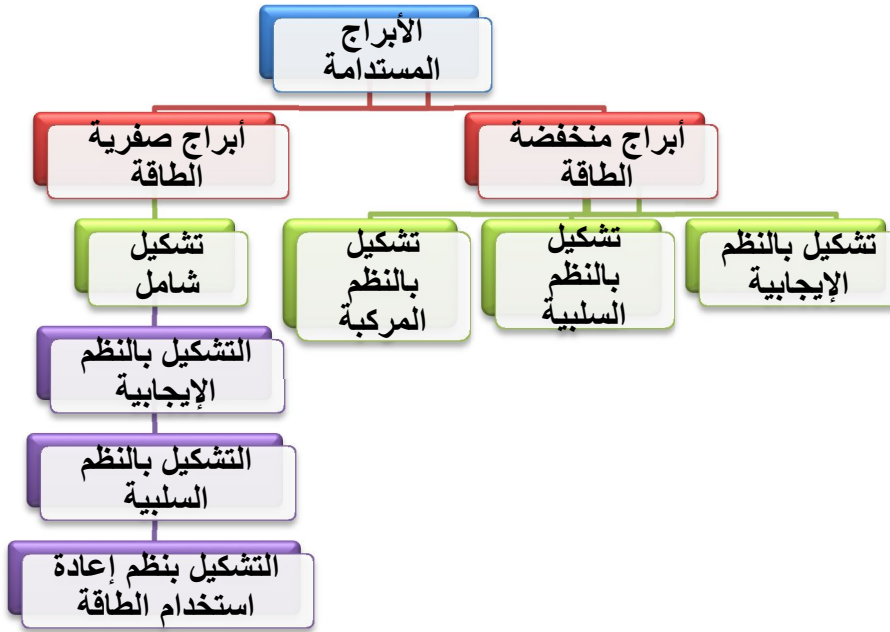 الأبراج
المستدامة
أبراج منخفضة
الطاقة
أبراج صفرية
الطاقة
تشكيل بالنظم
الإيجابية
تشكيل
بالنظم
السلبية
تشكيل
بالنظم
المركبة
تشكيل
شامل
التشكيل بالنظم
الإيجابية
التشكيل بالنظم
السلبية
التشكيل بنظم إعادة
استخدام الطاقة